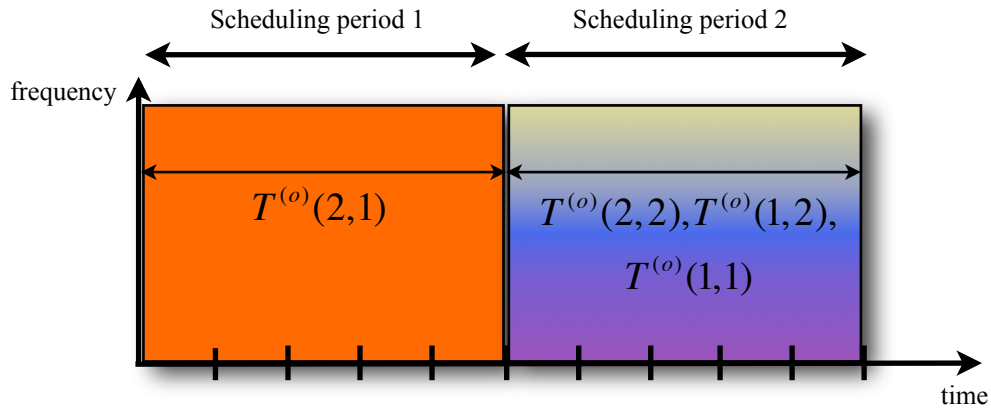 Scheduling period 1
Scheduling period 2
frequency
T^(o)(2,1)
T^(o)(2,2),T^(o)(1,2),
T^(o)(1,1)
time